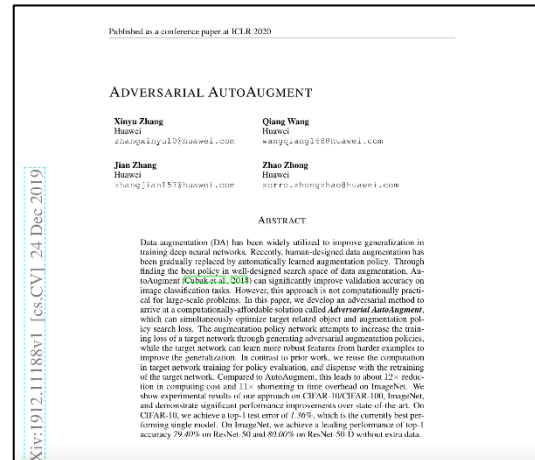 Published as a conference paper at ICLR 2020
ADVERSARIAL AUTOAUGMENT
Xinyu Zhang
Huawei
zhangxinyu10@huawei.com
Qiang Wang
Huawei
wangqiang168@huawei.com
Jian Zhang
Huawei
zhangjian157@huawei.com
Zhao Zhong
Huawei
zorro.zhongzhao@huawei.com
ABSTRACT
Data augmentation (DA) has been widely utilized to improve generalization in
training deep neural networks. Recently, human-designed data augmentation has
been gradually replaced by automatically learned augmentation policy. Through
finding the best policy in well-designed search space of data augmentation, Au-
toAugment (Cubuk et al., 2018) can significantly improve validation accuracy on
image classification tasks. However, this approach is not computationally practi-
cal for large-scale problems. In this paper, we develop an adversarial method to
arrive at a computationally-affordable solution called Adversarial AutoAugment,
which can simultaneously optimize target related object and augmentation pol-
icy search loss. The augmentation policy network attempts to increase the train-
ing loss of a target network through generating adversarial augmentation policies,
while the target network can learn more robust features from harder examples to
improve the generalization. In contrast to prior work, we reuse the computation
in target network training for policy evaluation, and dispense with the retraining
of the target network. Compared to AutoAugment, this leads to about 12× reduc-
tion in computing cost and 11× shortening in time overhead on ImageNet. We
show experimental results of our approach on CIFAR-10/CIFAR-100, ImageNet,
and demonstrate significant performance improvements over state-of-the-art. On
CIFAR-10, we achieve a top-1 test error of 1.36%, which is the currently best per-
forming single model. On ImageNet, we achieve a leading performance of top-1
accuracy 79.40% on ResNet-50 and 80.00% on ResNet-50-D without extra data.
Xiv:1912.11188v1 [cs.CV] 24 Dec 2019